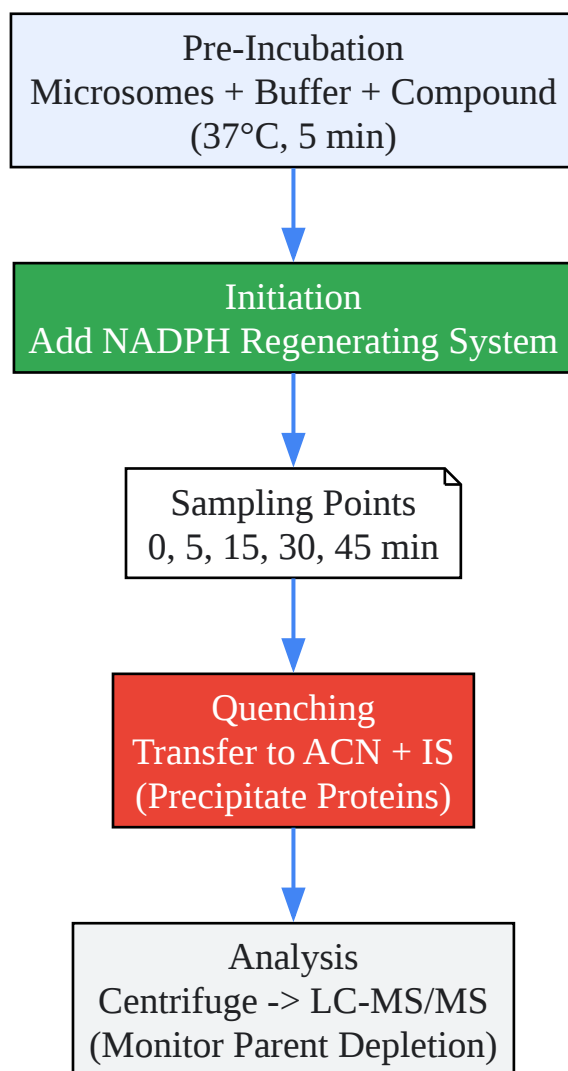 Pre-Incubation
Microsomes + Buffer + Compound
(37°C, 5 min)
Initiation
Add NADPH Regenerating System
Sampling Points
0, 5, 15, 30, 45 min
Quenching
Transfer to ACN + IS
(Precipitate Proteins)
Analysis
Centrifuge -> LC-MS/MS
(Monitor Parent Depletion)